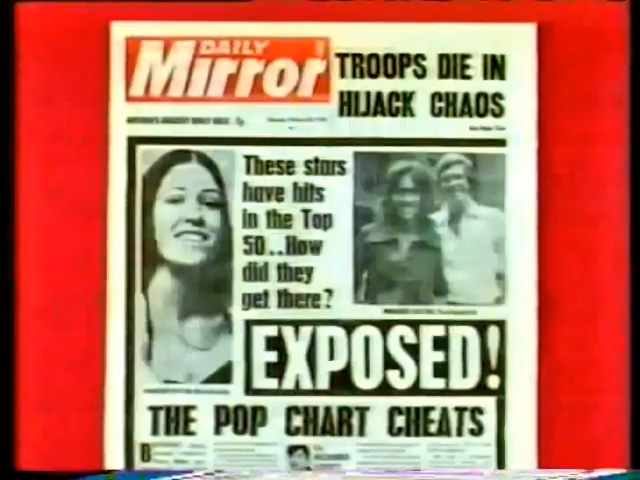 DAILY
Mirror
TROOPS DIE IN
HIJACK CHAOS
These stars
have hits
in the Top
50..How
did they
get there?
EXPOSED!
THE POP CHART CHEATS